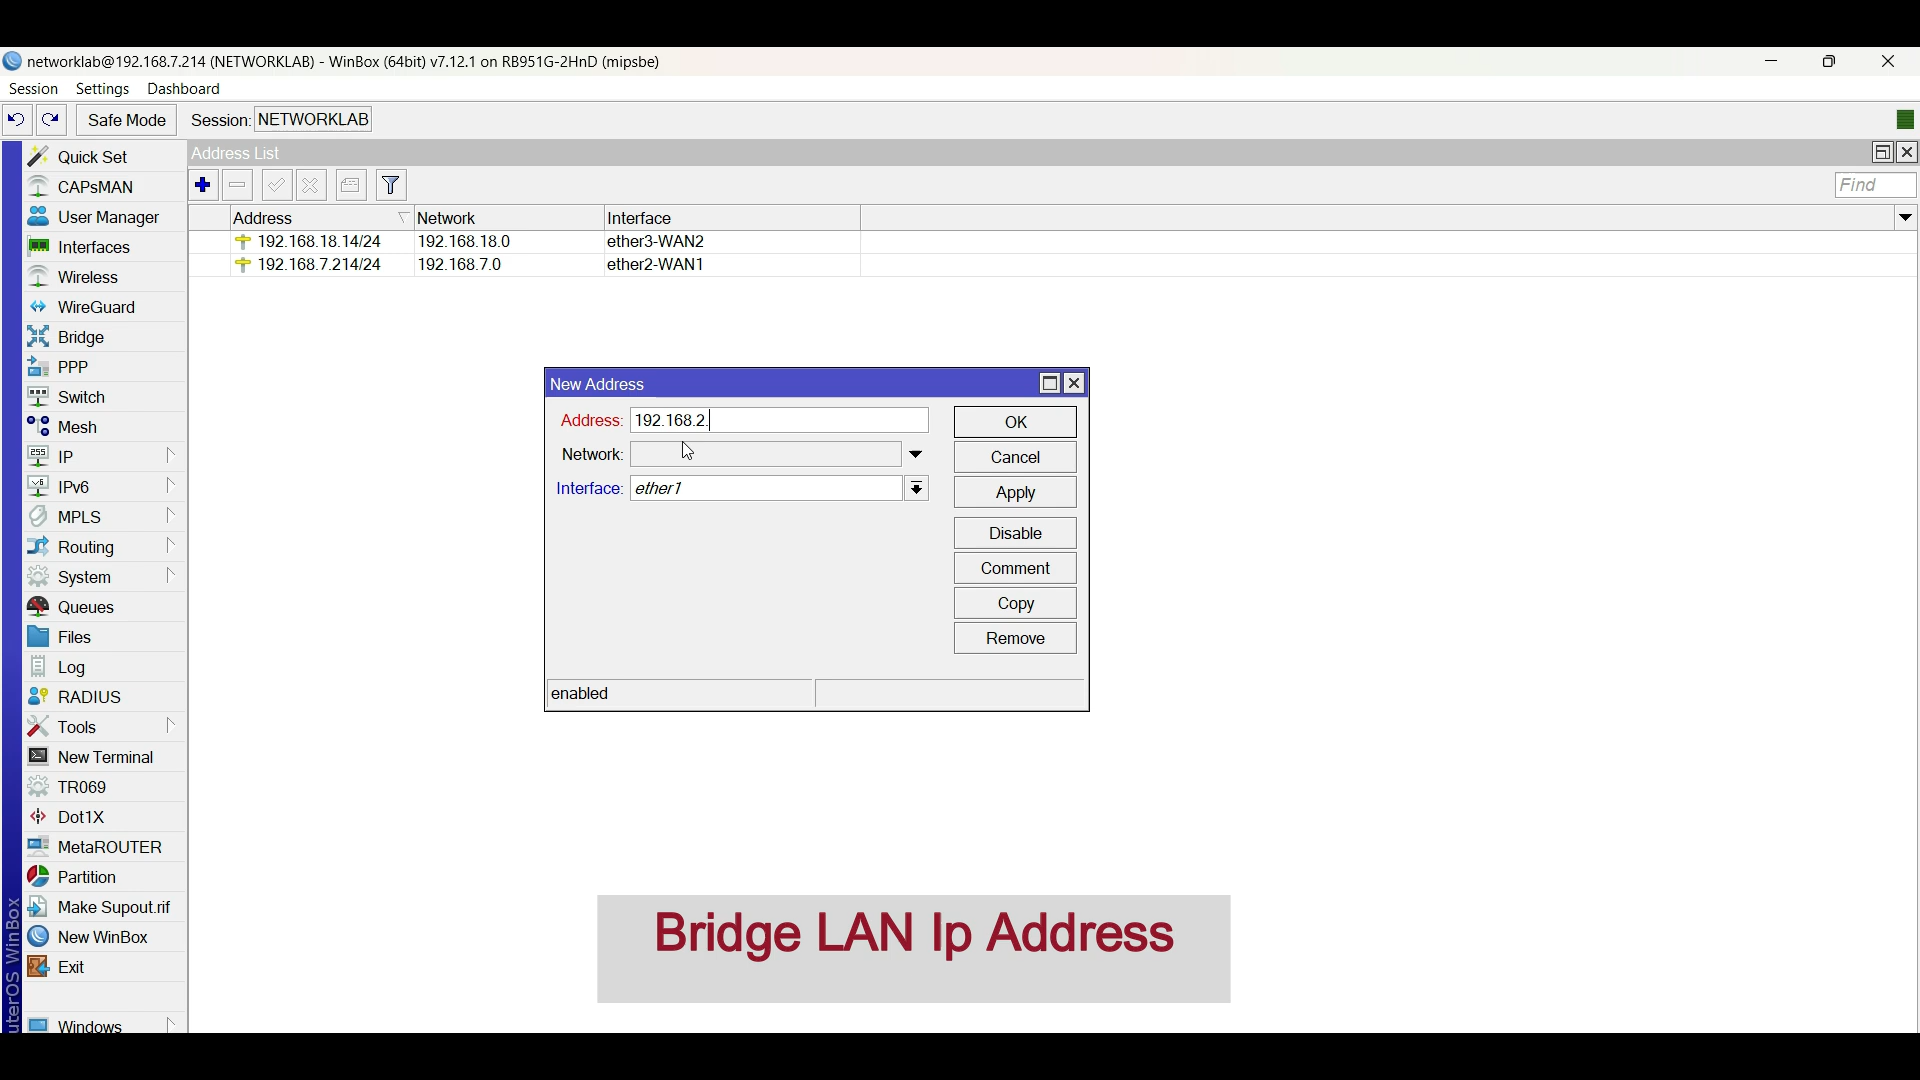 networklab@192.168.7.214 (NETWORKLAB) - WinBox (64bit) v7.12.1 on RB951G-2HnD (mipsbe)
Session Settings Dashboard
Safe Mode Session: NETWORKLAB
Address List
Find
Address Network Interface
192.168.18.14/24 192.168.18.0 ether3-WAN2
192.168.7.214/24 192.168.7.0 ether2-WAN1
Quick Set
CAPsMAN
User Manager
Interfaces
Wireless
WireGuard
Bridge
PPP
Switch
Mesh
255 IP
v6 IPv6
MPLS
Routing
System
Queues
Files
Log
RADIUS
Tools
New Terminal
TR069
Dot1X
MetaROUTER
Partition
Make Supout.rif
New WinBox
Exit
Windows
uterOS WinBox
New Address
Address: 192.168.2.
Network:
Interface: ether1
OK
Cancel
Apply
Disable
Comment
Copy
Remove
enabled
Bridge LAN Ip Address